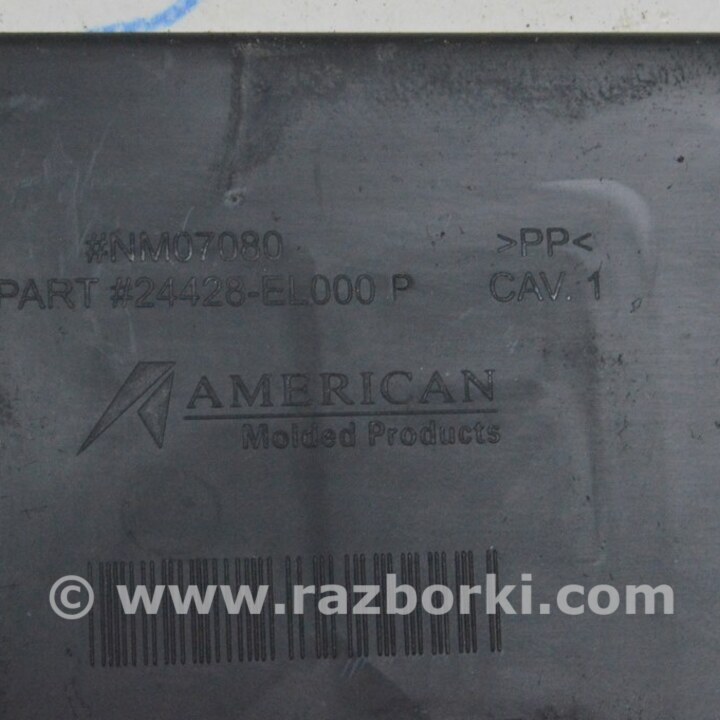 #NM07080 >PP<
PART #24428-EL000 P CAV. 1
AMERICAN
Molded Products
© www.razborki.com